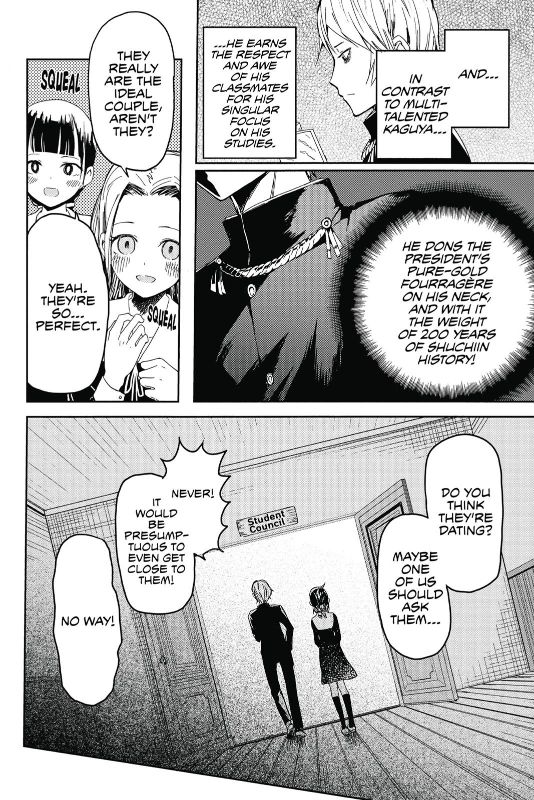 AND...
IN
CONTRAST
TO MULTI-
TALENTED
KAGUYA...
...HE EARNS
THE RESPECT
AND AWE
OF HIS
CLASSMATES
FOR HIS
SINGULAR
FOCUS
ON HIS
STUDIES.
HE DONS THE
PRESIDENT'S
PURE-GOLD
FOURRAGÈRE
ON HIS NECK,
AND WITH IT
THE WEIGHT
OF 200 YEARS
OF SHUCHIIN
HISTORY!
THEY
REALLY
ARE THE
IDEAL
COUPLE,
AREN'T
THEY?
SQUEAL
YEAH.
THEY'RE
SO...
PERFECT.
SQUEAL
DO YOU
THINK
THEY'RE
DATING?
MAYBE
ONE
OF US
SHOULD
ASK
THEM...
Student
Council
NEVER!
IT
WOULD
BE
PRESUMP-
TUOUS TO
EVEN GET
CLOSE TO
THEM!
NO WAY!